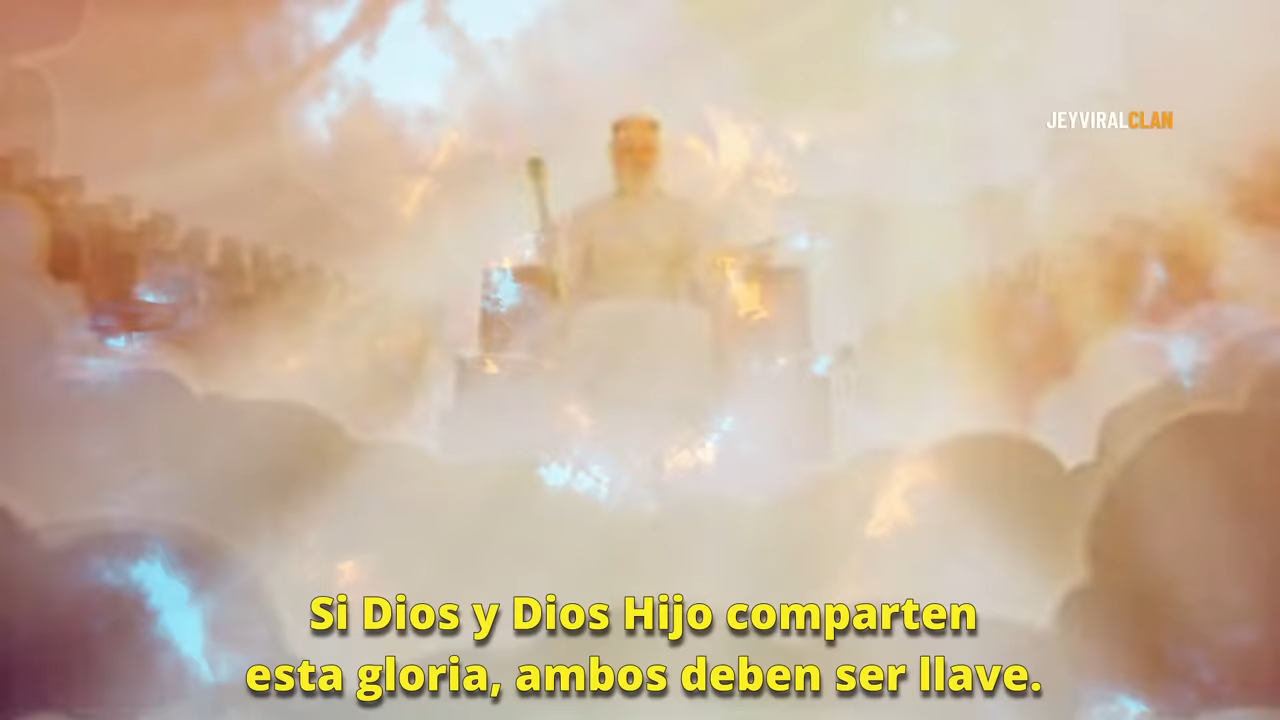 JEYVIRALCLAN
Si Dios y Dios Hijo comparten
esta gloria, ambos deben ser llave.